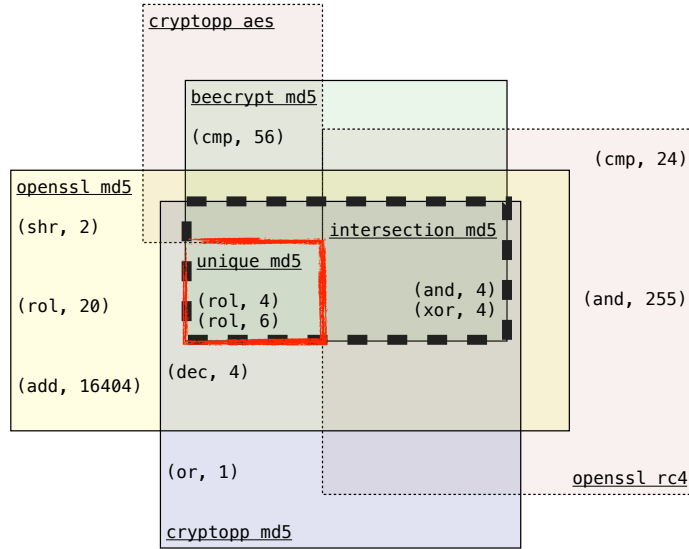 cryptopp aes
beecrypt md5
(cmp, 56)
(cmp, 24)
openssl md5
(shr, 2)
intersection md5
unique md5
(rol, 20)
(rol, 4)
(rol, 6)
(and, 4)
(xor, 4)
(and, 255)
(add, 16404)
(dec, 4)
(or, 1)
openssl rc4
cryptopp md5